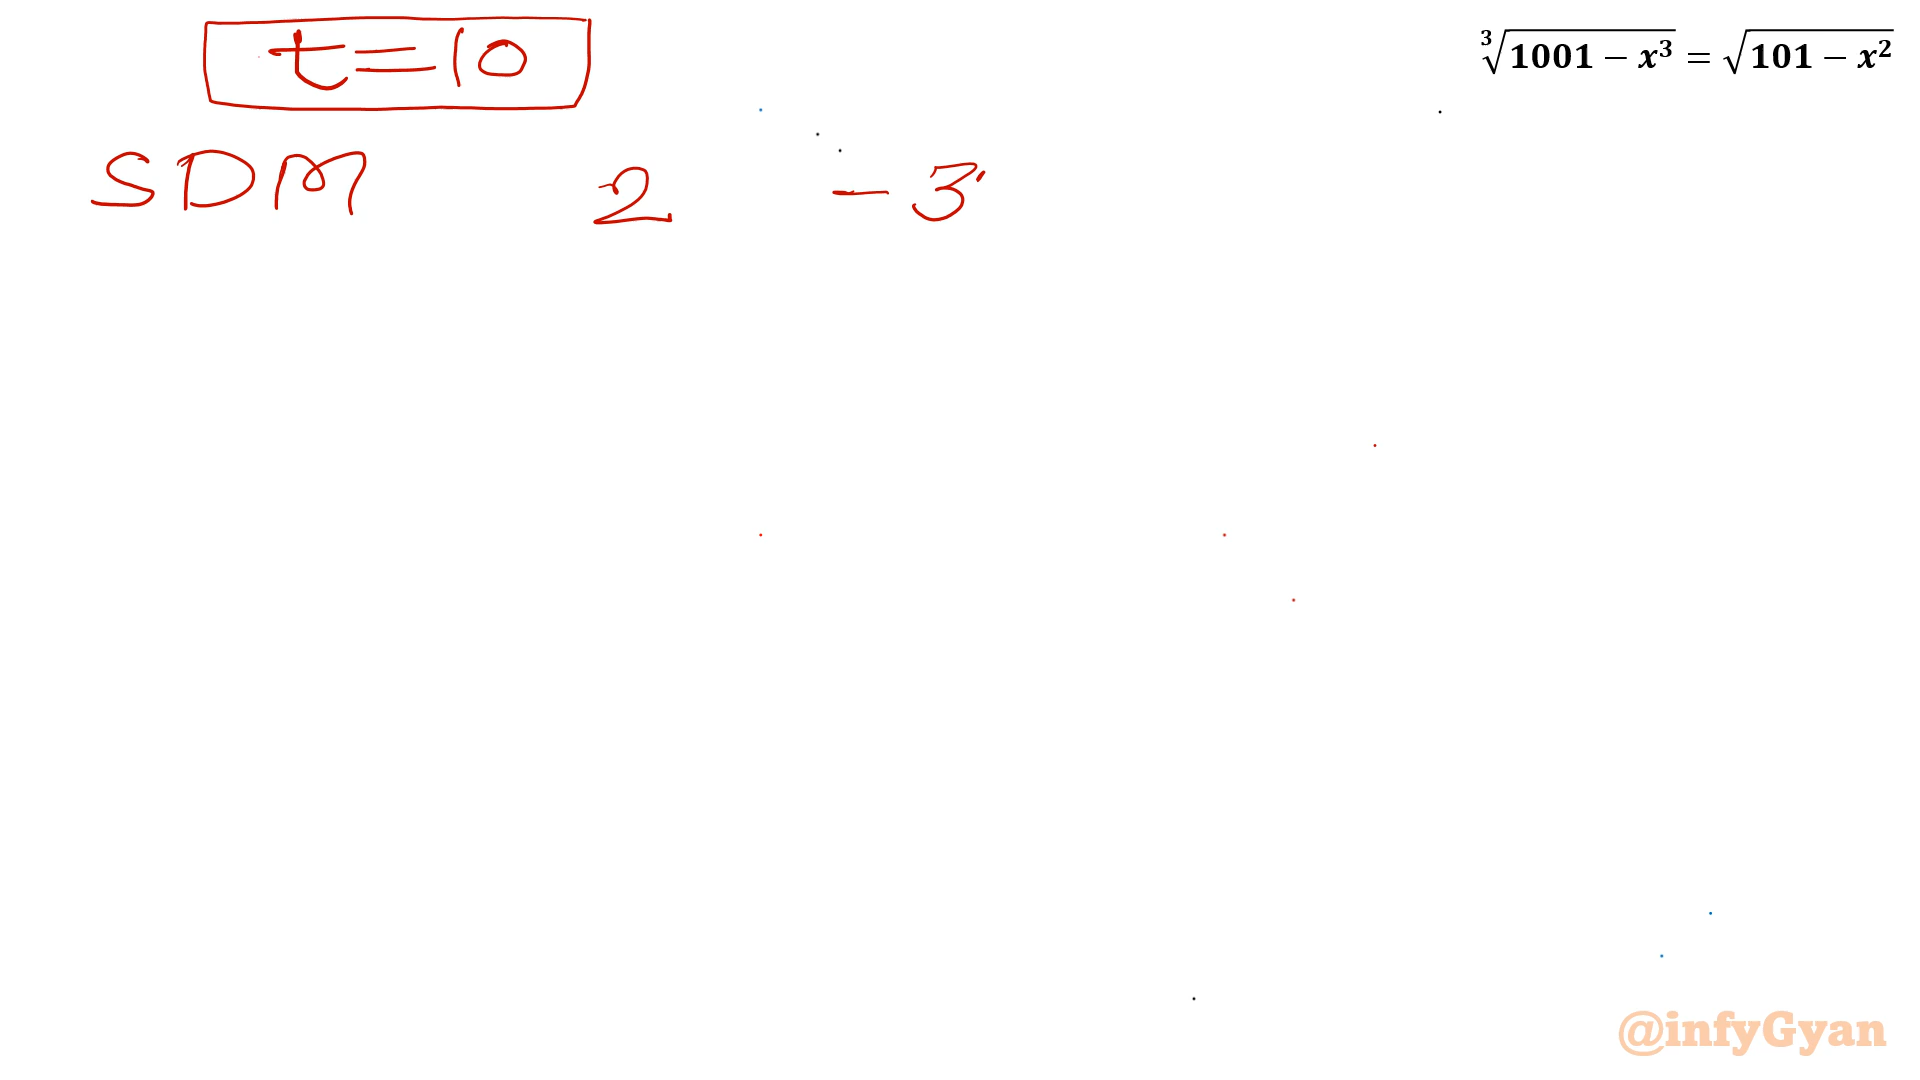 t=10
∛(1001 − x³) = √(101 − x²)
SDM 2 -3
@infyGyan